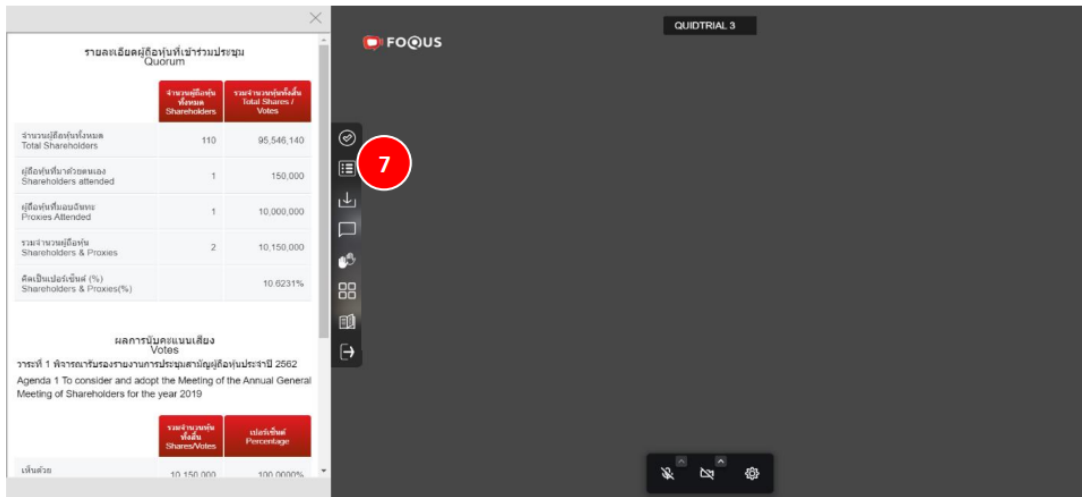 QUIDTRIAL 3
FOQUS
รายละเอียดผู้ถือหุ้นที่เข้าร่วมประชุม
Quorum
จำนวนผู้ถือหุ้น
ทั้งหมด
Shareholders
รวมจำนวนหุ้นทั้งสิ้น
Total Shares /
Votes
จำนวนผู้ถือหุ้นทั้งหมด
Total Shareholders
110
95,546,140
ผู้ถือหุ้นที่มาด้วยตนเอง
Shareholders attended
1
150,000
ผู้ถือหุ้นที่มอบฉันทะ
Proxies Attended
1
10,000,000
รวมจำนวนผู้ถือหุ้น
Shareholders & Proxies
2
10,150,000
คิดเป็นเปอร์เซ็นต์ (%)
Shareholders & Proxies(%)
10.6231%
7
ผลการนับคะแนนเสียง
Votes
วาระที่ 1 พิจารณารับรองรายงานการประชุมสามัญผู้ถือหุ้นประจำปี 2562
Agenda 1 To consider and adopt the Meeting of the Annual General
Meeting of Shareholders for the year 2019
รวมจำนวนหุ้น
ทั้งสิ้น
Shares/Votes
เปอร์เซ็นต์
Percentage
เห็นด้วย
10,150,000
100.0000%